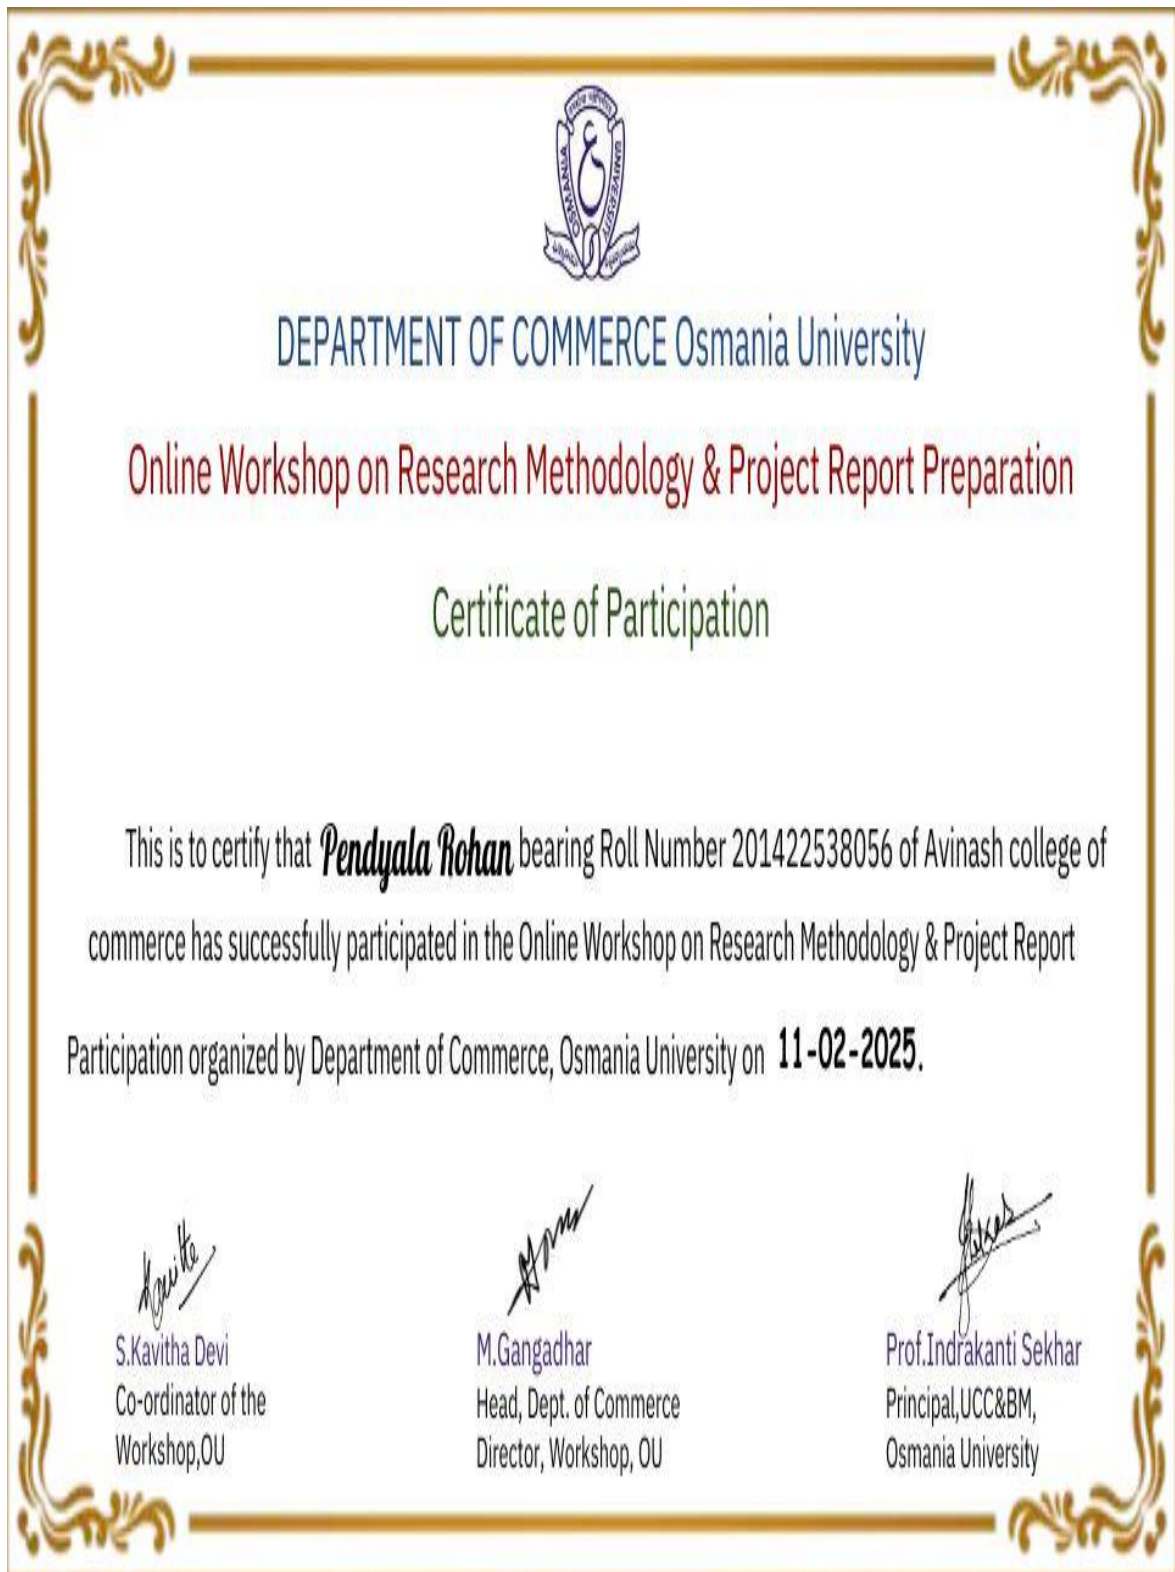 OSMANIA UNIVERSITY
DEPARTMENT OF COMMERCE Osmania University
Online Workshop on Research Methodology & Project Report Preparation
Certificate of Participation
This is to certify that Pendyala Rohan bearing Roll Number 201422538056 of Avinash college of
commerce has successfully participated in the Online Workshop on Research Methodology & Project Report
Participation organized by Department of Commerce, Osmania University on 11-02-2025.
S.Kavitha Devi
Co-ordinator of the
Workshop,OU
M.Gangadhar
Head, Dept. of Commerce
Director, Workshop, OU
Prof.Indrakanti Sekhar
Principal,UCC&BM,
Osmania University